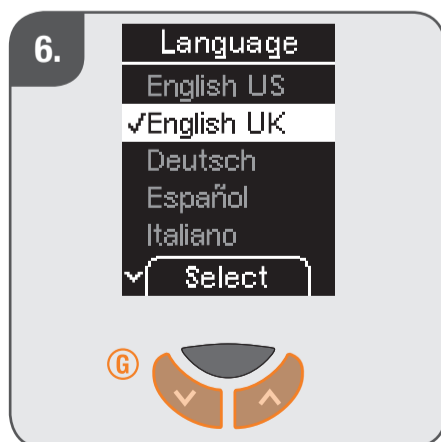 6.
Language
English US
✓English UK
Deutsch
Español
Italiano
Select
G